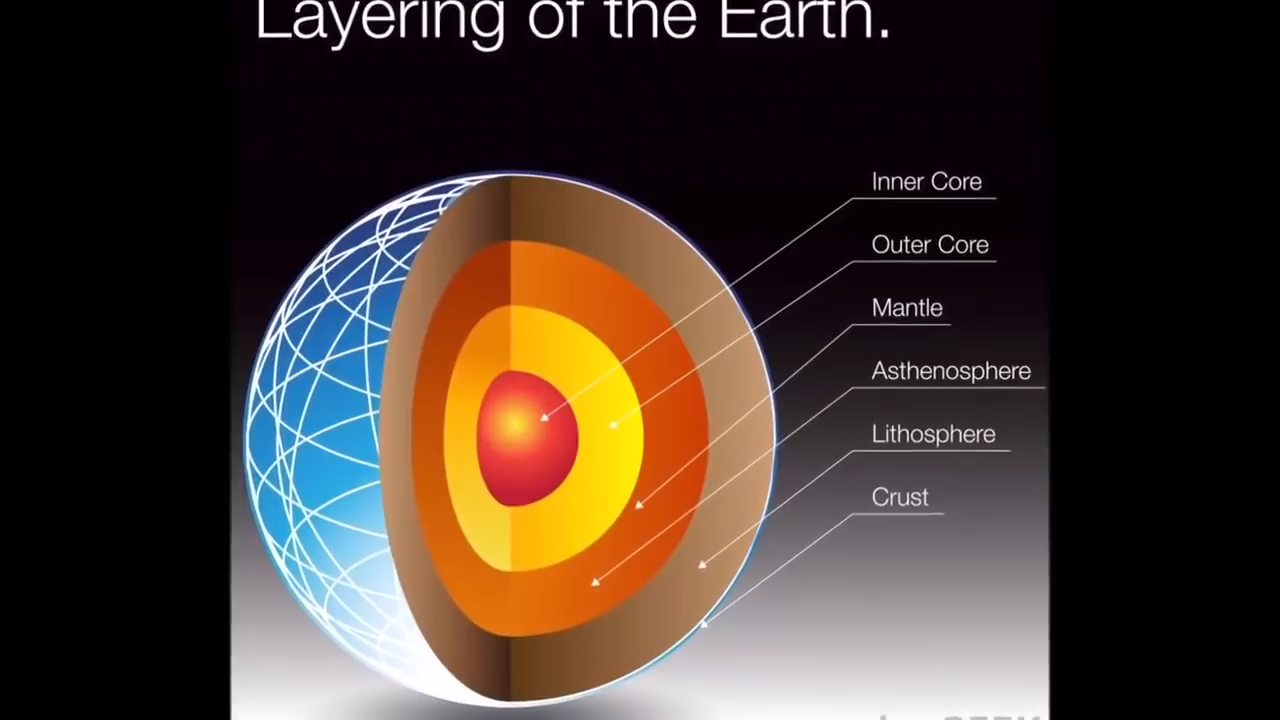 Layering of the Earth.
Inner Core
Outer Core
Mantle
Asthenosphere
Lithosphere
Crust